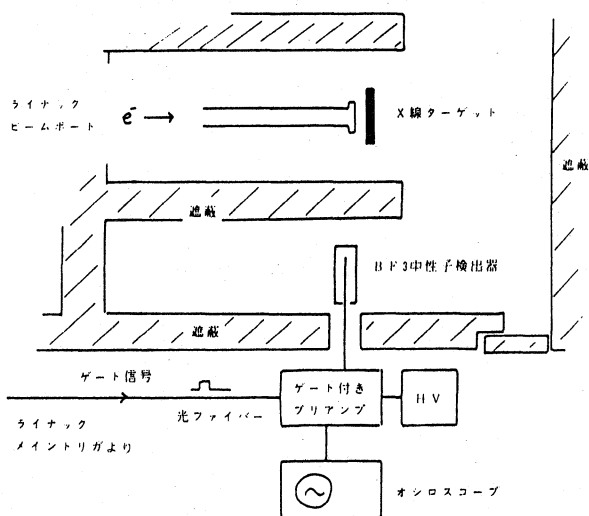 ライナック
ビームポート
e⁻
X線ターゲット
遮蔽
遮蔽
BF3中性子検出器
遮蔽
ゲート信号
光ファイバー
ゲート付き
プリアンプ
HV
ライナック
メイントリガより
オシロスコープ